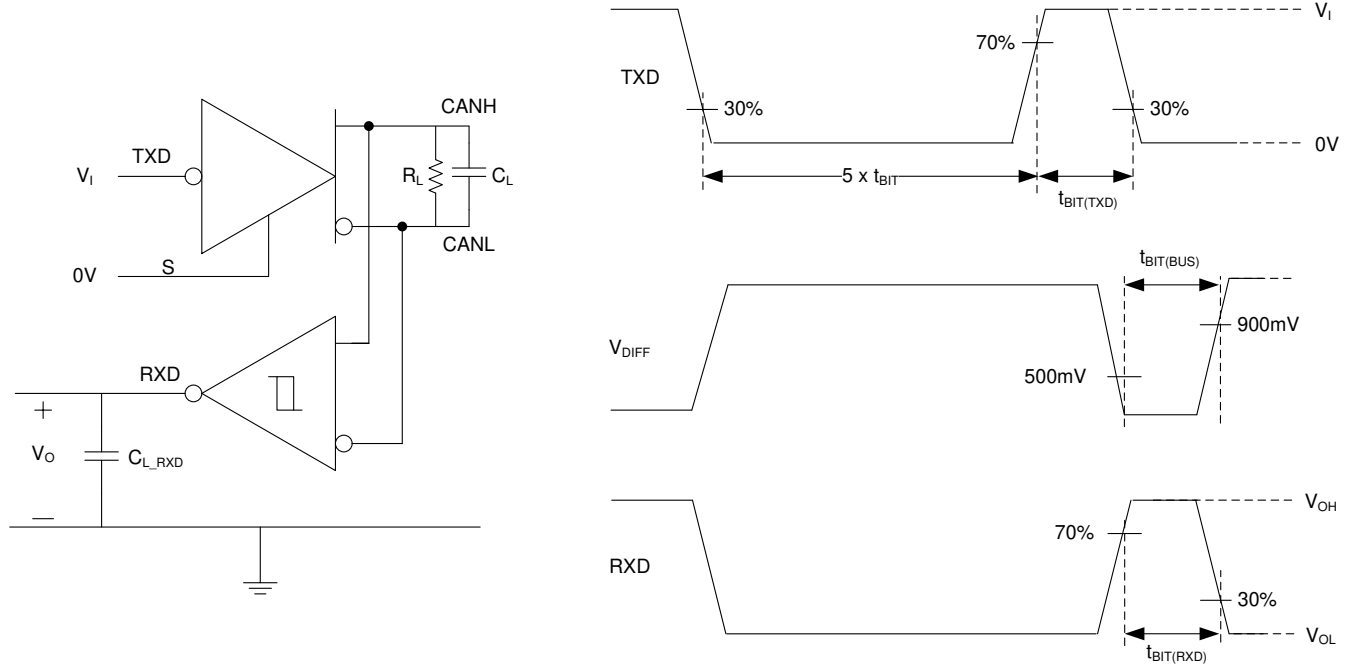 CANH
TXD
V_I
R_L
C_L
CANL
0V
S
RXD
+
V_O
C_L_RXD
—
V_I
70%
TXD
30%
30%
0V
5 x t_BIT
t_BIT(TXD)
t_BIT(BUS)
900mV
V_DIFF
500mV
V_OH
70%
RXD
30%
V_OL
t_BIT(RXD)